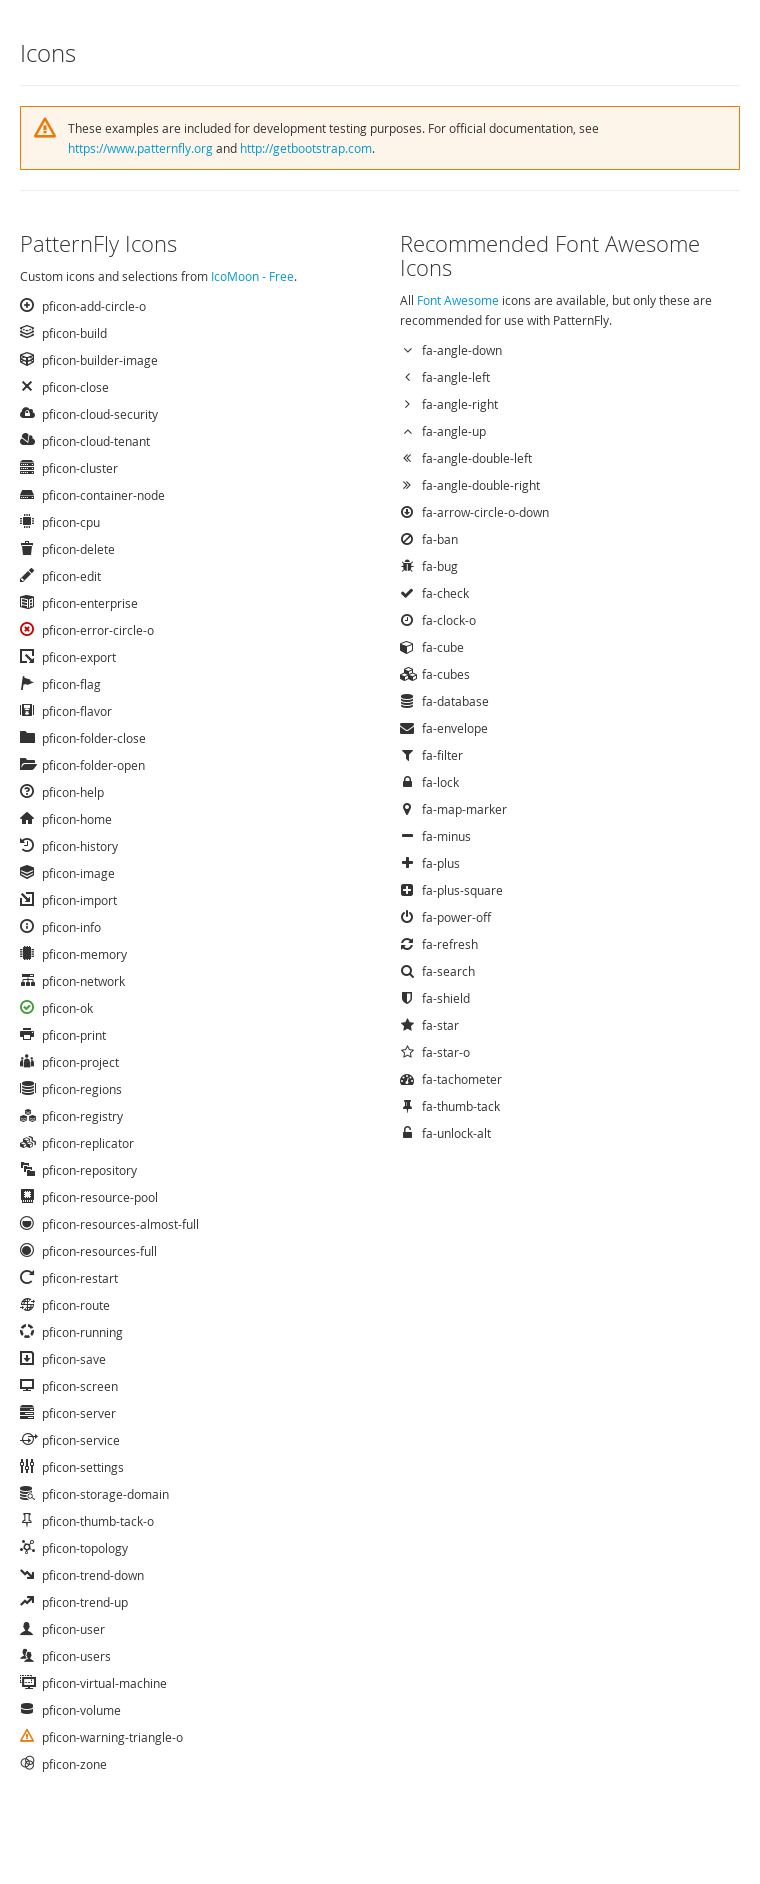 Icons
These examples are included for development testing purposes. For official documentation, see
https://www.patternfly.org and http://getbootstrap.com.
PatternFly Icons
Custom icons and selections from IcoMoon - Free.
pficon-add-circle-o
pficon-build
pficon-builder-image
pficon-close
pficon-cloud-security
pficon-cloud-tenant
pficon-cluster
pficon-container-node
pficon-cpu
pficon-delete
pficon-edit
pficon-enterprise
pficon-error-circle-o
pficon-export
pficon-flag
pficon-flavor
pficon-folder-close
pficon-folder-open
pficon-help
pficon-home
pficon-history
pficon-image
pficon-import
pficon-info
pficon-memory
pficon-network
pficon-ok
pficon-print
pficon-project
pficon-regions
pficon-registry
pficon-replicator
pficon-repository
pficon-resource-pool
pficon-resources-almost-full
pficon-resources-full
pficon-restart
pficon-route
pficon-running
pficon-save
pficon-screen
pficon-server
pficon-service
pficon-settings
pficon-storage-domain
pficon-thumb-tack-o
pficon-topology
pficon-trend-down
pficon-trend-up
pficon-user
pficon-users
pficon-virtual-machine
pficon-volume
pficon-warning-triangle-o
pficon-zone
Recommended Font Awesome
Icons
All Font Awesome icons are available, but only these are
recommended for use with PatternFly.
fa-angle-down
fa-angle-left
fa-angle-right
fa-angle-up
fa-angle-double-left
fa-angle-double-right
fa-arrow-circle-o-down
fa-ban
fa-bug
fa-check
fa-clock-o
fa-cube
fa-cubes
fa-database
fa-envelope
fa-filter
fa-lock
fa-map-marker
fa-minus
fa-plus
fa-plus-square
fa-power-off
fa-refresh
fa-search
fa-shield
fa-star
fa-star-o
fa-tachometer
fa-thumb-tack
fa-unlock-alt